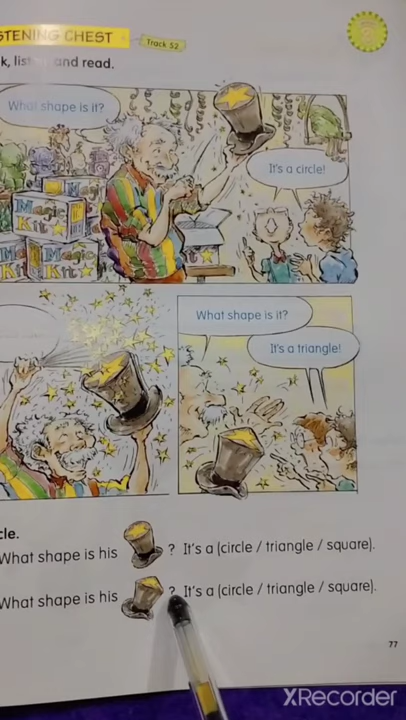 STENING CHEST
Track 52
k, listen and read.
What shape is it?
It's a circle!
Magic
Kit
Magic
Kit
Magic
Kit
What shape is it?
It's a triangle!
cle.
What shape is his ? It's a (circle / triangle / square).
What shape is his ? It's a (circle / triangle / square).
77
XRecorder